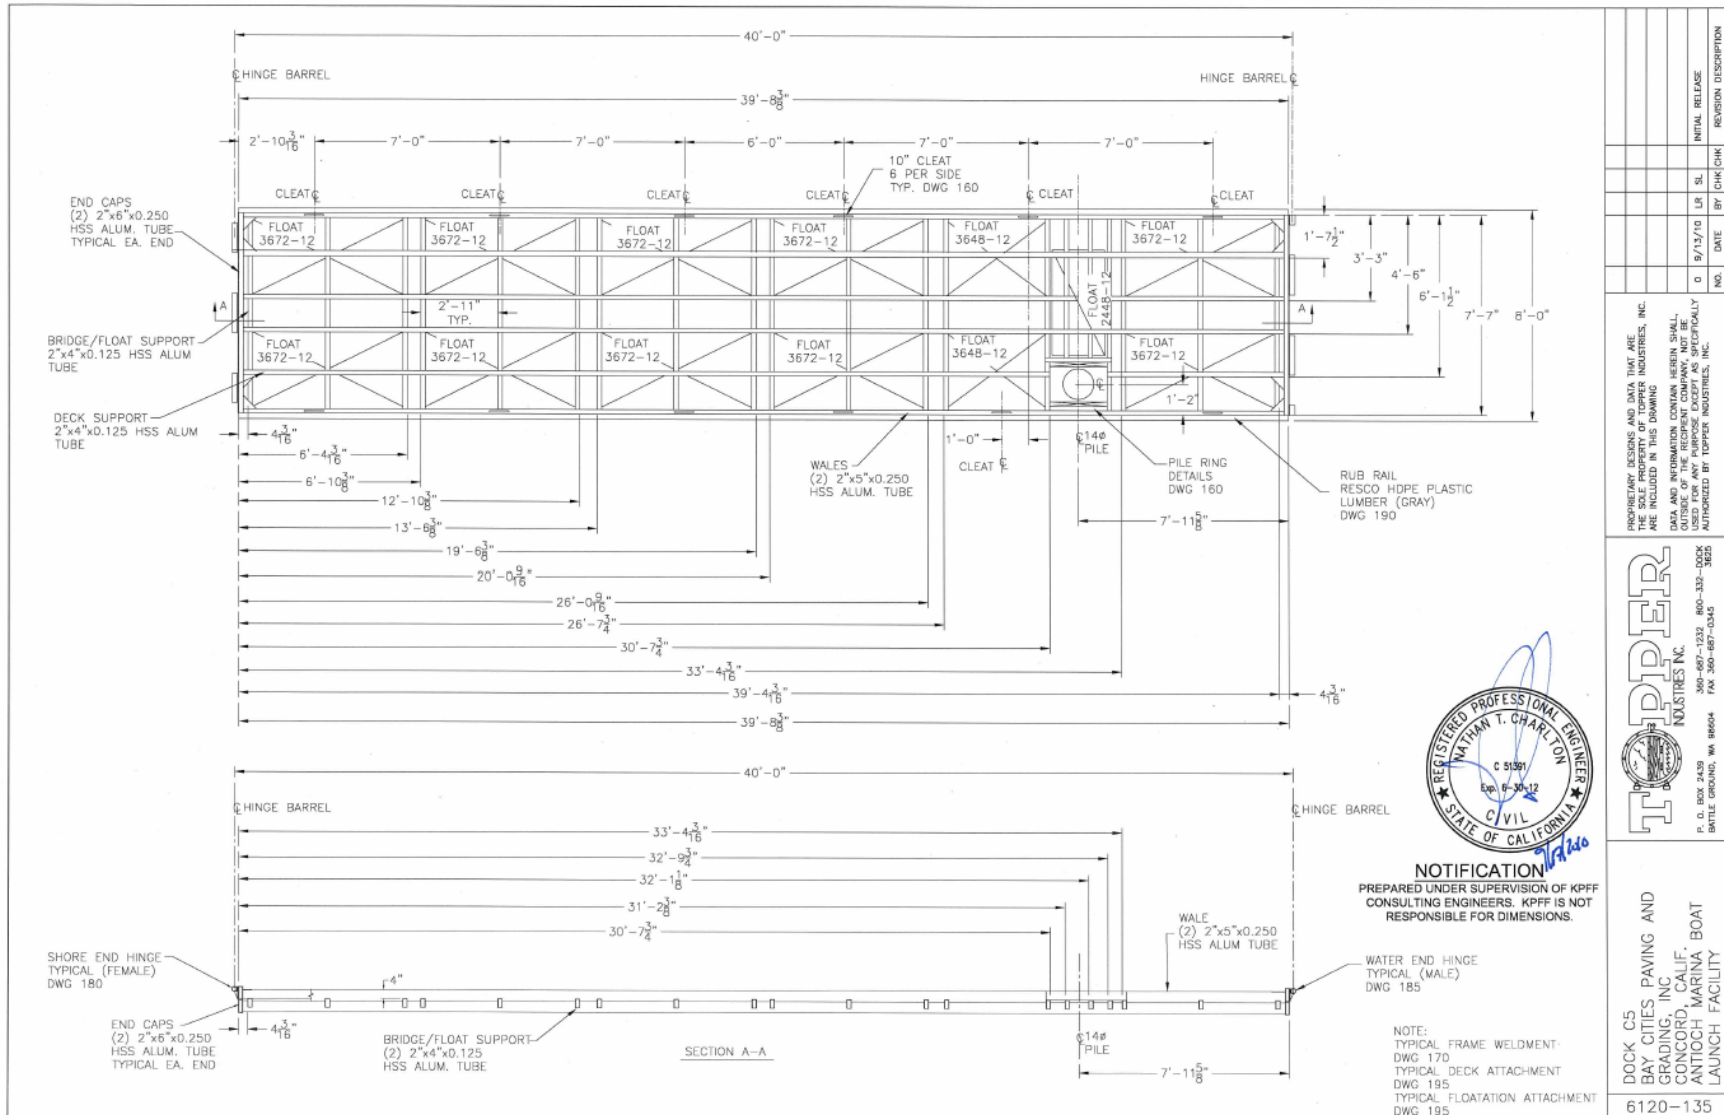 40'-0"
℄ HINGE BARREL
HINGE BARREL ℄
39'-8 3/8"
2'-10 3/16"
7'-0"
7'-0"
6'-0"
7'-0"
7'-0"
10" CLEAT
6 PER SIDE
TYP. DWG 160
CLEAT ℄
CLEAT ℄
CLEAT ℄
CLEAT ℄
℄ CLEAT
℄ CLEAT
END CAPS
(2) 2"x6"x0.250
HSS ALUM. TUBE
TYPICAL EA. END
FLOAT
3672-12
FLOAT
3672-12
FLOAT
3672-12
FLOAT
3672-12
FLOAT
3648-12
FLOAT
3672-12
FLOAT
2448-12
1'-7 1/2"
3'-3"
4'-6"
6'-1 1/2"
7'-7"
8'-0"
A
A
2'-11"
TYP.
BRIDGE/FLOAT SUPPORT
2"x4"x0.125 HSS ALUM
TUBE
FLOAT
3672-12
FLOAT
3672-12
FLOAT
3672-12
FLOAT
3672-12
FLOAT
3648-12
FLOAT
3672-12
℄
1'-2"
DECK SUPPORT
2"x4"x0.125 HSS ALUM
TUBE
4 3/16"
6'-4 3/16"
6'-10 3/8"
12'-10 3/8"
13'-6 3/8"
19'-6 3/8"
20'-0 9/16"
26'-0 9/16"
26'-7 3/4"
30'-7 3/4"
33'-4 3/16"
39'-4 3/16"
4 3/16"
39'-8 3/8"
1'-0"
CLEAT ℄
℄ 14ø
PILE
WALES
(2) 2"x5"x0.250
HSS ALUM. TUBE
PILE RING
DETAILS
DWG 160
RUB RAIL
RESCO HDPE PLASTIC
LUMBER (GRAY)
DWG 190
7'-11 5/8"
40'-0"
℄ HINGE BARREL
℄ HINGE BARREL
33'-4 3/16"
32'-9 3/4"
32'-1 1/8"
31'-2 3/8"
30'-7 3/4"
WALE
(2) 2"x5"x0.250
HSS ALUM TUBE
SHORE END HINGE
TYPICAL (FEMALE)
DWG 180
4"
WATER END HINGE
TYPICAL (MALE)
DWG 185
END CAPS
(2) 2"x6"x0.250
HSS ALUM. TUBE
TYPICAL EA. END
4 3/16"
BRIDGE/FLOAT SUPPORT
(2) 2"x4"x0.125
HSS ALUM. TUBE
SECTION A-A
℄ 14ø
PILE
7'-11 5/8"
NOTE:
TYPICAL FRAME WELDMENT
DWG 170
TYPICAL DECK ATTACHMENT
DWG 195
TYPICAL FLOATATION ATTACHMENT
DWG 195
REGISTERED PROFESSIONAL ENGINEER
NATHAN T. CHARLTON
C 51391
Exp. 6-30-12
CIVIL
STATE OF CALIFORNIA
NOTIFICATION
PREPARED UNDER SUPERVISION OF KPFF
CONSULTING ENGINEERS. KPFF IS NOT
RESPONSIBLE FOR DIMENSIONS.
0 9/13/10 LR SL INITIAL RELEASE
NO. DATE BY CHK CHK REVISION DESCRIPTION
PROPRIETARY DESIGNS AND DATA THAT ARE
THE SOLE PROPERTY OF TOPPER INDUSTRIES, INC.
ARE INCLUDED IN THIS DRAWING
DATA AND INFORMATION CONTAIN HEREIN SHALL,
OUTSIDE OF THE RECIPIENT COMPANY, NOT BE
USED FOR ANY PURPOSE EXCEPT AS SPECIFICALLY
AUTHORIZED BY TOPPER INDUSTRIES, INC.
TOPPER
INDUSTRIES INC.
P. O. BOX 2439 360-687-1232 800-332-DOCK
3625
BATTLE GROUND, WA 98604 FAX 360-687-0345
DOCK C5
BAY CITIES PAVING AND
GRADING, INC
CONCORD, CALIF.
ANTIOCH MARINA BOAT
LAUNCH FACILITY
6120-135